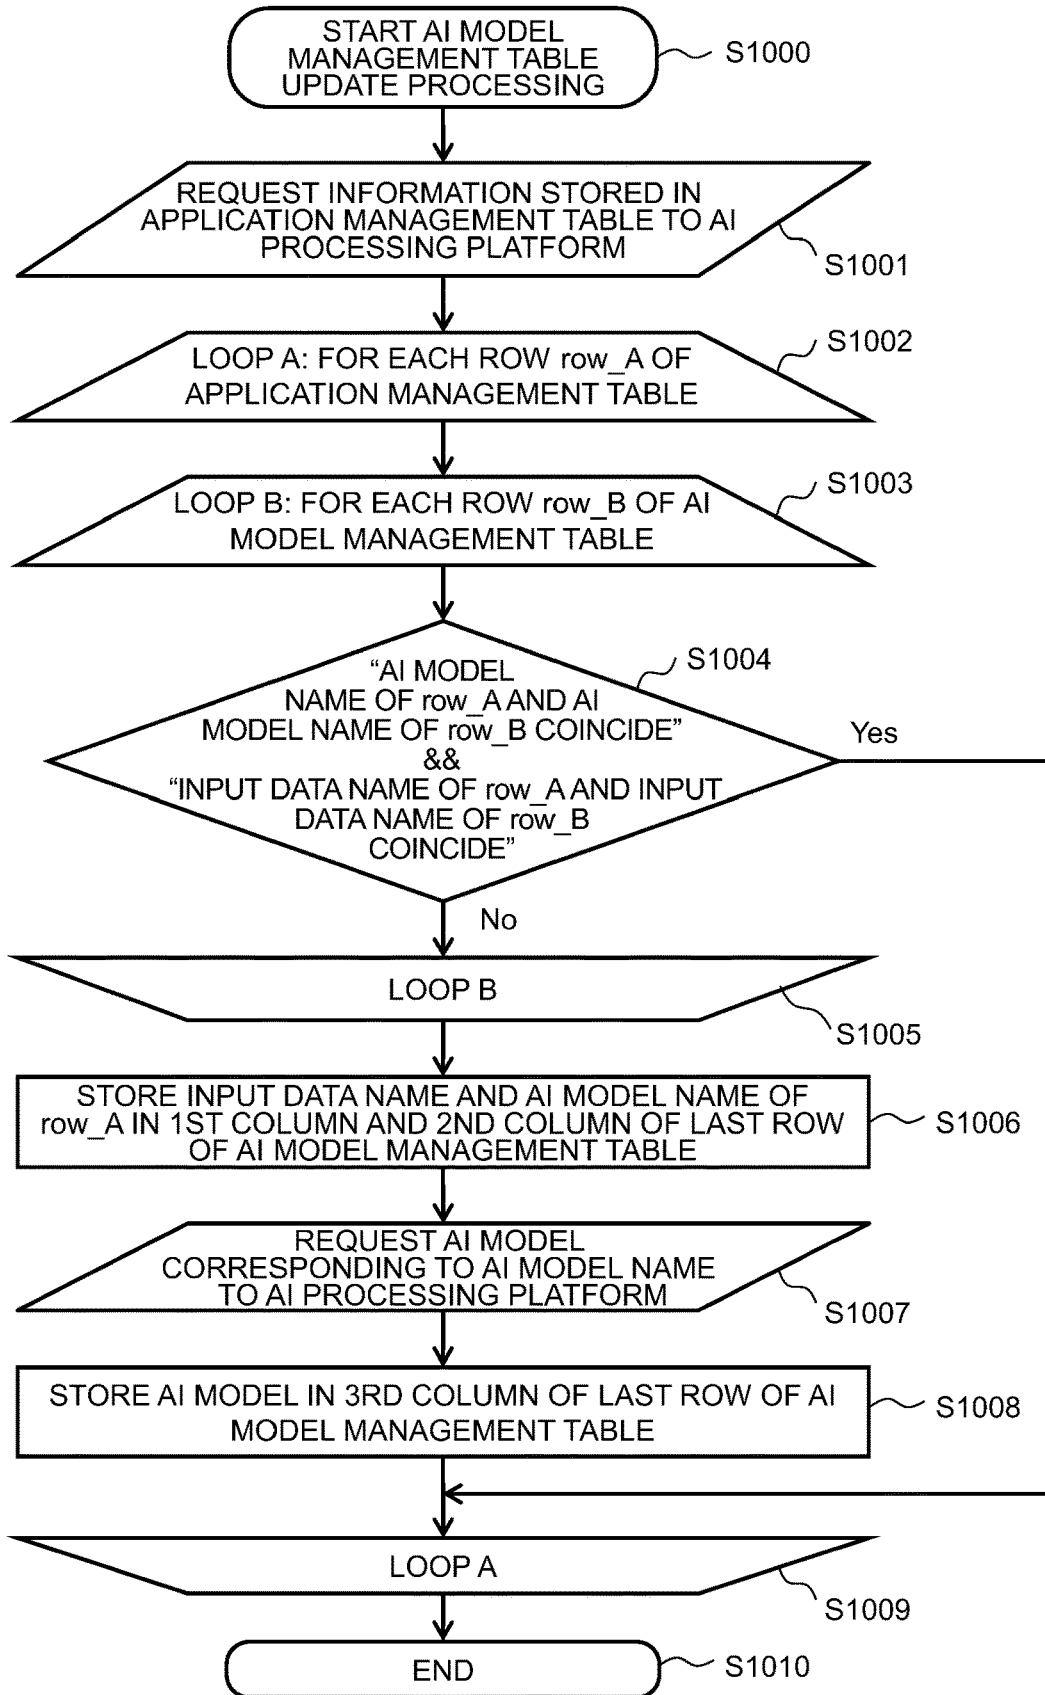 START AI MODEL
MANAGEMENT TABLE
UPDATE PROCESSING
S1000
REQUEST INFORMATION STORED IN
APPLICATION MANAGEMENT TABLE TO AI
PROCESSING PLATFORM
S1001
LOOP A: FOR EACH ROW row_A OF
APPLICATION MANAGEMENT TABLE
S1002
LOOP B: FOR EACH ROW row_B OF AI
MODEL MANAGEMENT TABLE
S1003
“AI MODEL
NAME OF row_A AND AI
MODEL NAME OF row_B COINCIDE”
&&
“INPUT DATA NAME OF row_A AND INPUT
DATA NAME OF row_B
COINCIDE”
S1004
Yes
No
LOOP B
S1005
STORE INPUT DATA NAME AND AI MODEL NAME OF
row_A IN 1ST COLUMN AND 2ND COLUMN OF LAST ROW
OF AI MODEL MANAGEMENT TABLE
S1006
REQUEST AI MODEL
CORRESPONDING TO AI MODEL NAME
TO AI PROCESSING PLATFORM
S1007
STORE AI MODEL IN 3RD COLUMN OF LAST ROW OF AI
MODEL MANAGEMENT TABLE
S1008
LOOP A
S1009
END
S1010